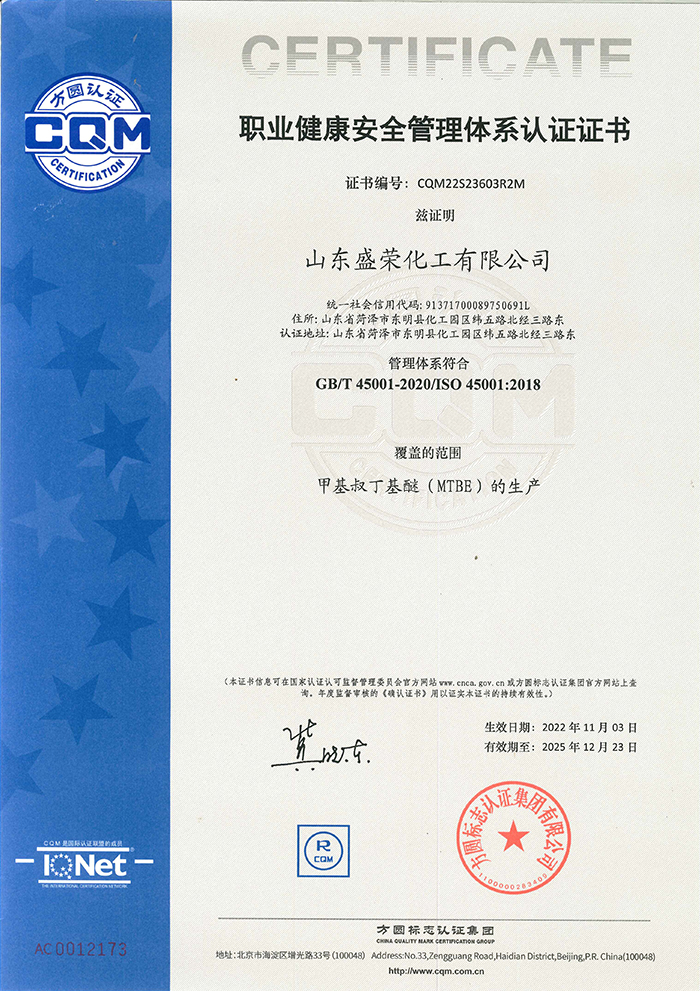 CERTIFICATE
方圆认证
CQM
CERTIFICATION
职业健康安全管理体系认证证书
证书编号：CQM22S23603R2M
兹证明
山东盛荣化工有限公司
统一社会信用代码: 91371700089750691L
住所: 山东省菏泽市东明县化工园区纬五路北经三路东
认证地址: 山东省菏泽市东明县化工园区纬五路北经三路东
管理体系符合
GB/T 45001-2020/ISO 45001:2018
CQM
CERTIFICATION
覆盖的范围
甲基叔丁基醚（MTBE）的生产
（本证书信息可在国家认证认可监督管理委员会官方网站 www.cnca.gov.cn 或方圆标志认证集团官方网站上查
询。年度监督审核的《确认证书》用以证实本证书的持续有效性。）
生效日期：2022 年 11 月 03 日
有效期至：2025 年 12 月 23 日
CQM 是国际认证联盟的成员
IQNet
THE INTERNATIONAL CERTIFICATION NETWORK
R
CQM
方圆标志认证集团有限公司
1100000283409
AC0012173
方圆标志认证集团
CHINA QUALITY MARK CERTIFICATION GROUP
地址：北京市海淀区增光路33号 (100048) Address:No.33,Zengguang Road,Haidian District,Beijing,P.R. China(100048)
http://www.cqm.com.cn